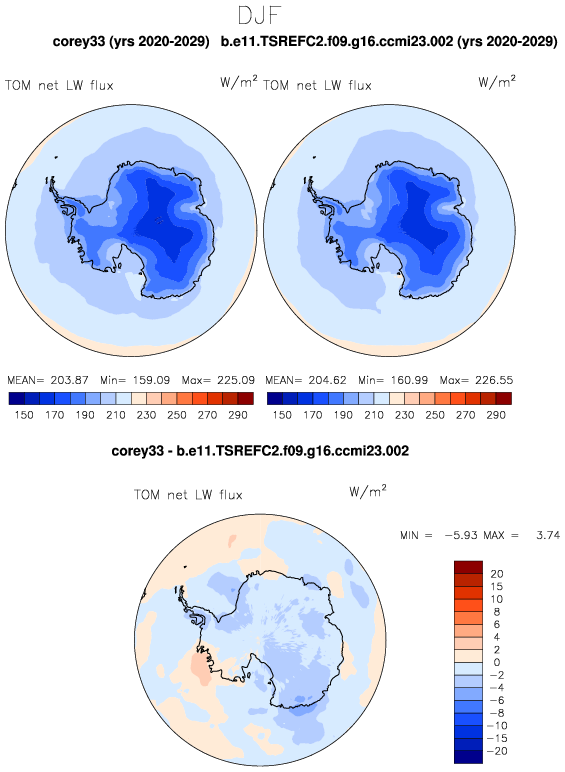 DJF
corey33 (yrs 2020-2029) b.e11.TSREFC2.f09.g16.ccmi23.002 (yrs 2020-2029)
TOM net LW flux W/m² TOM net LW flux W/m²
MEAN= 203.87 Min= 159.09 Max= 225.09 MEAN= 204.62 Min= 160.99 Max= 226.55
150 170 190 210 230 250 270 290 150 170 190 210 230 250 270 290
corey33 - b.e11.TSREFC2.f09.g16.ccmi23.002
TOM net LW flux W/m²
MIN = -5.93 MAX = 3.74
20
15
10
8
6
4
2
0
-2
-4
-6
-8
-10
-15
-20